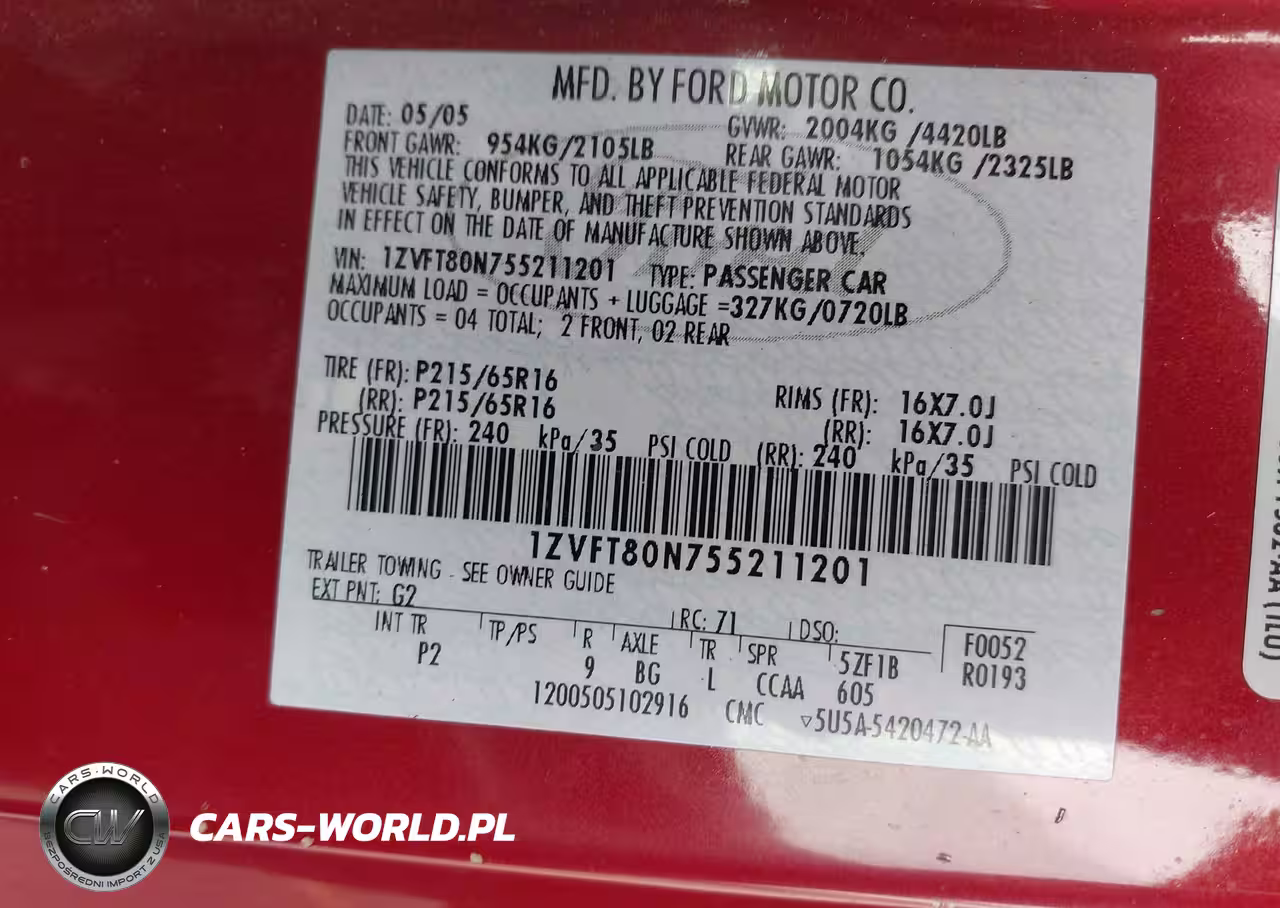 MFD. BY FORD MOTOR CO.
DATE: 05/05
GVWR: 2004KG /4420LB
FRONT GAWR: 954KG/2105LB
REAR GAWR: 1054KG /2325LB
THIS VEHICLE CONFORMS TO ALL APPLICABLE FEDERAL MOTOR
VEHICLE SAFETY, BUMPER, AND THEFT PREVENTION STANDARDS
IN EFFECT ON THE DATE OF MANUFACTURE SHOWN ABOVE.
VIN: 1ZVFT80N755211201 TYPE: PASSENGER CAR
MAXIMUM LOAD = OCCUPANTS + LUGGAGE =327KG/0720LB
OCCUPANTS = 04 TOTAL; 2 FRONT, 02 REAR
TIRE (FR): P215/65R16 RIMS (FR): 16X7.0J
(RR): P215/65R16 (RR): 16X7.0J
PRESSURE (FR): 240 kPa/35 PSI COLD (RR): 240 kPa/35 PSI COLD
1ZVFT80N755211201
TRAILER TOWING - SEE OWNER GUIDE
EXT PNT: G2 RC: 71 DSO:
INT TR TP/PS R AXLE TR SPR 5ZF1B F0052
P2 9 BG L CCAA 605 R0193
1200505102916 CMC ▽5U5A-5420472-AA
CARS-WORLD
CW
BEZPOŚREDNI IMPORT Z USA
CARS-WORLD.PL